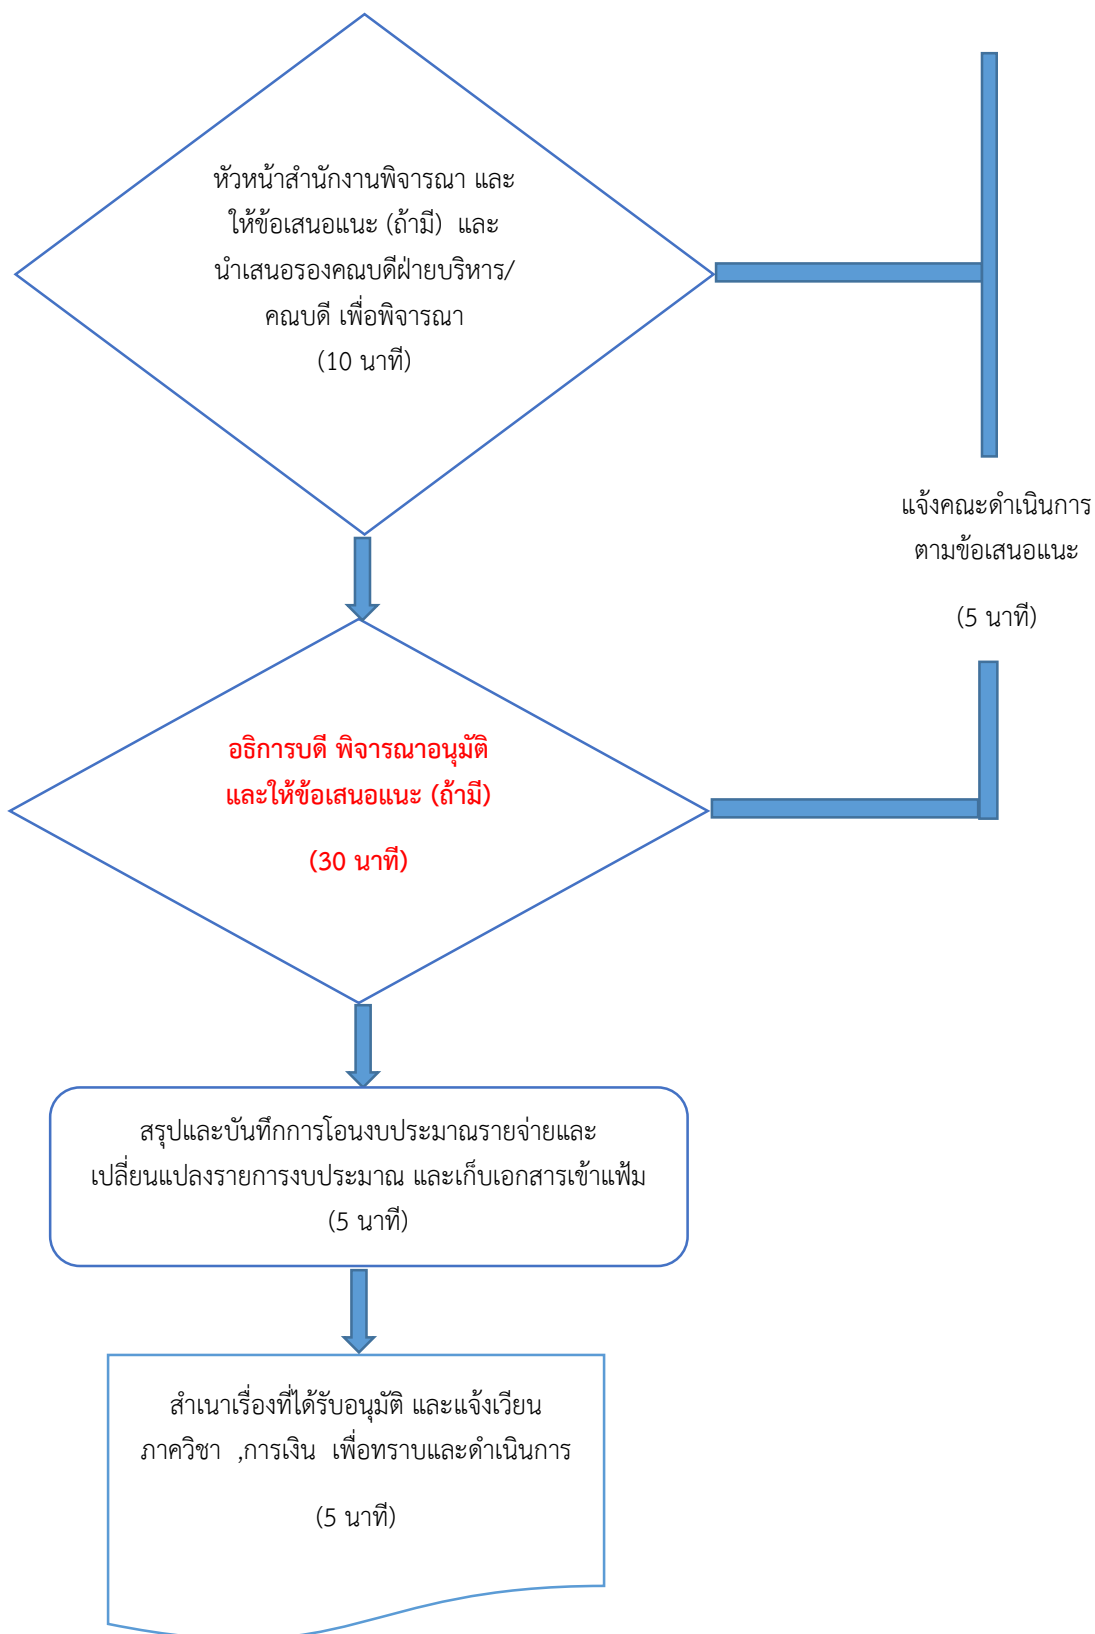 หัวหน้าสำนักงานพิจารณา และ
ให้ข้อเสนอแนะ (ถ้ามี) และ
นำเสนอรองคณบดีฝ่ายบริหาร/
คณบดี เพื่อพิจารณา
(10 นาที)
แจ้งคณะดำเนินการ
ตามข้อเสนอแนะ
(5 นาที)
อธิการบดี พิจารณาอนุมัติ
และให้ข้อเสนอแนะ (ถ้ามี)
(30 นาที)
สรุปและบันทึกการโอนงบประมาณรายจ่ายและ
เปลี่ยนแปลงรายการงบประมาณ และเก็บเอกสารเข้าแฟ้ม
(5 นาที)
สำเนาเรื่องที่ได้รับอนุมัติ และแจ้งเวียน
ภาควิชา ,การเงิน เพื่อทราบและดำเนินการ
(5 นาที)